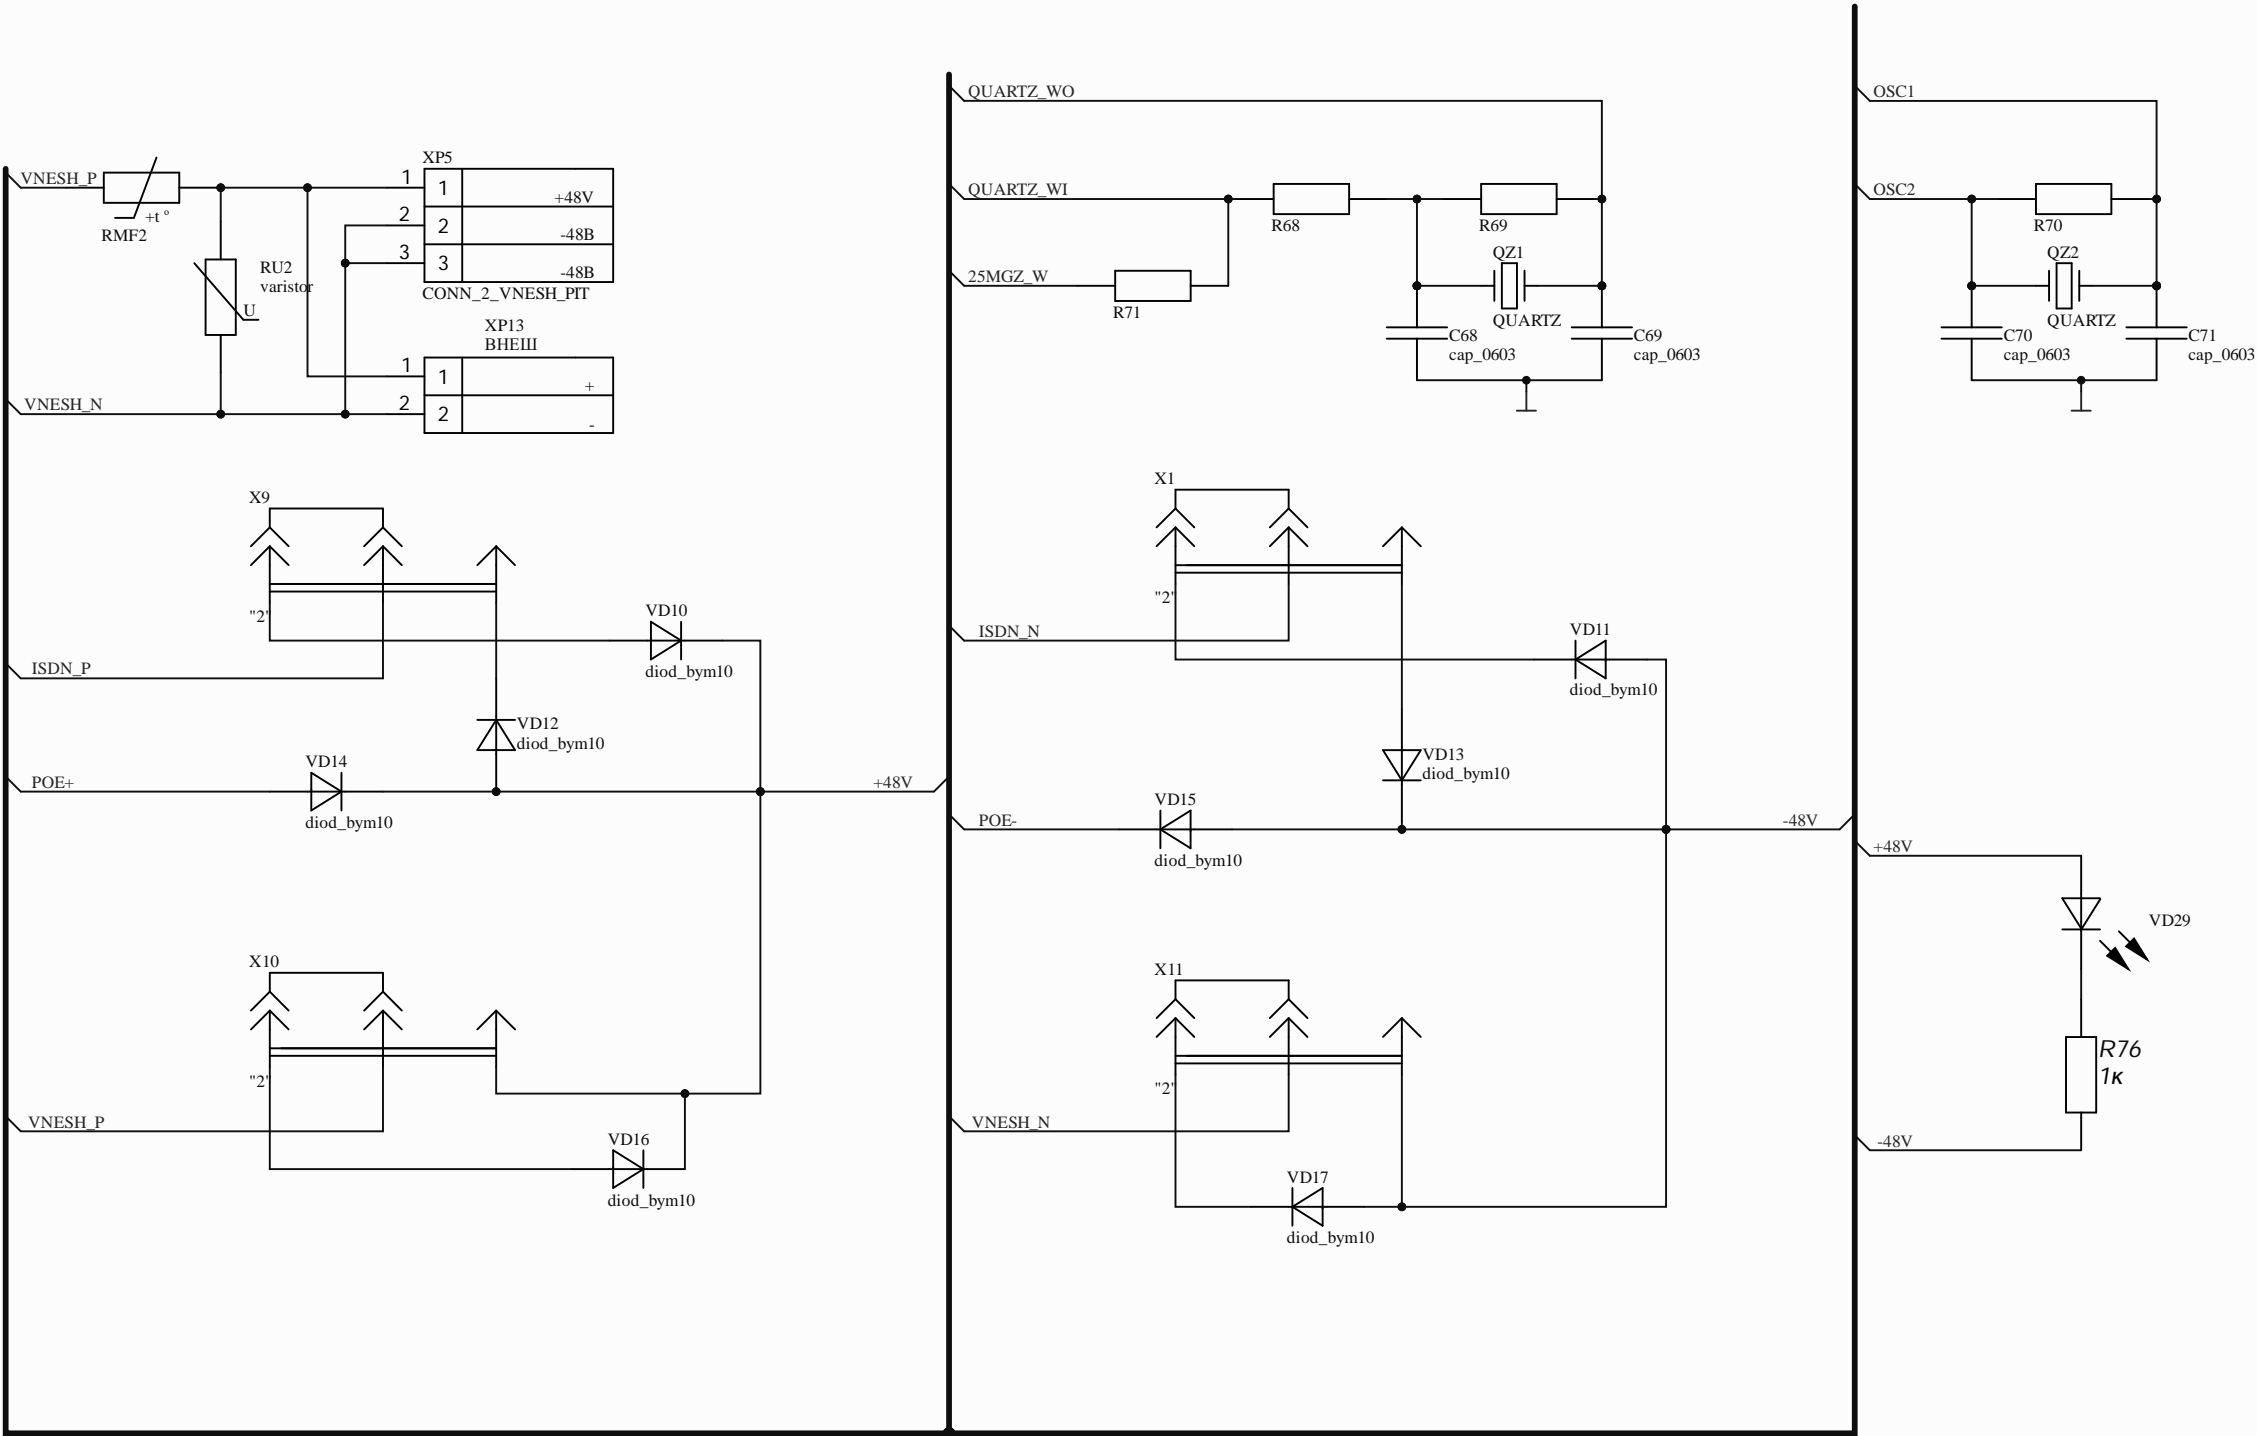 VNESH_P
+t °
RMF2
RU2
varistor
U
VNESH_N
XP5
1
1
+48V
2
2
-48В
3
3
-48В
CONN_2_VNESH_PIT
XP13
ВНЕШ
1
1
+
2
2
-
X9
"2"
ISDN_P
VD10
diod_bym10
VD12
diod_bym10
POE+
VD14
diod_bym10
+48V
X10
"2"
VNESH_P
VD16
diod_bym10
QUARTZ_WO
QUARTZ_WI
R68
R69
25MGZ_W
R71
QZ1
QUARTZ
C68
cap_0603
C69
cap_0603
X1
"2"
ISDN_N
VD11
diod_bym10
VD13
diod_bym10
POE-
VD15
diod_bym10
-48V
X11
"2"
VNESH_N
VD17
diod_bym10
OSC1
OSC2
R70
QZ2
QUARTZ
C70
cap_0603
C71
cap_0603
+48V
VD29
R76
1к
-48V